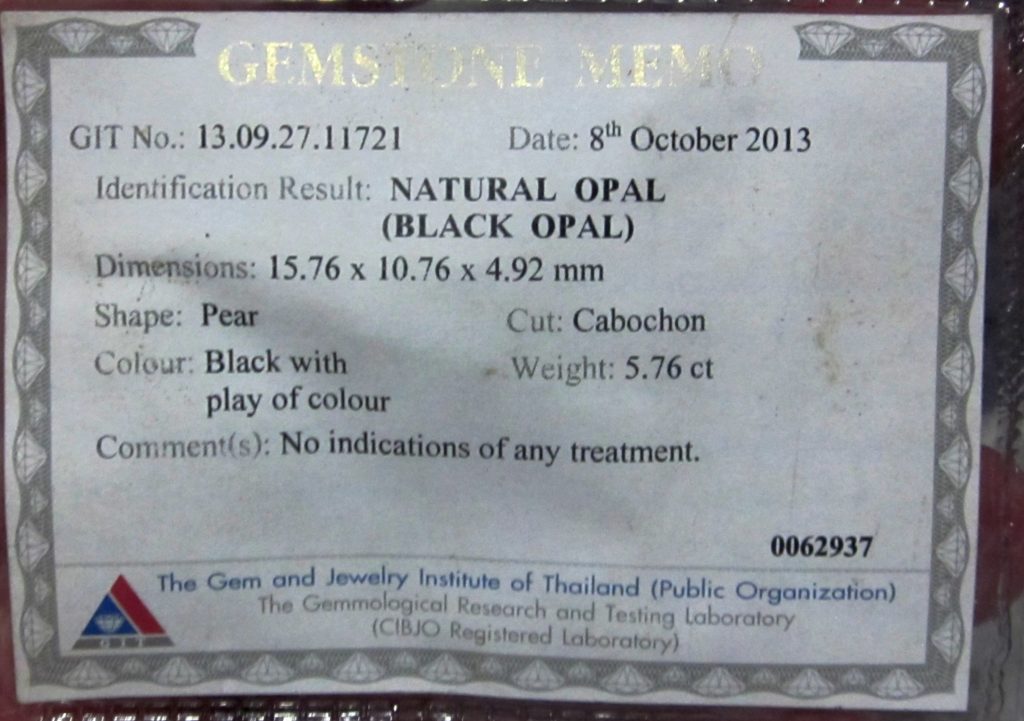 GEMSTONE MEMO
GIT No.: 13.09.27.11721 Date: 8th October 2013
Identification Result: NATURAL OPAL
(BLACK OPAL)
Dimensions: 15.76 x 10.76 x 4.92 mm
Shape: Pear Cut: Cabochon
Colour: Black with Weight: 5.76 ct
play of colour
Comment(s): No indications of any treatment.
0062937
The Gem and Jewelry Institute of Thailand (Public Organization)
The Gemmological Research and Testing Laboratory
(CIBJO Registered Laboratory)
GIT